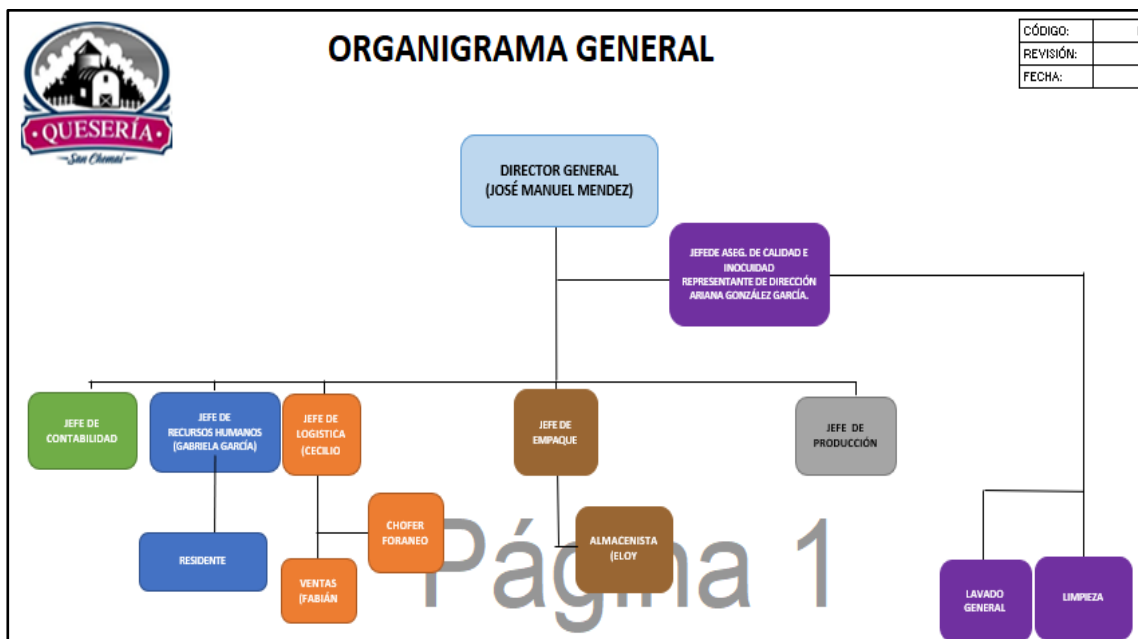 ORGANIGRAMA GENERAL
CÓDIGO:
REVISIÓN:
FECHA:
QUESERÍA
San Chemai
DIRECTOR GENERAL
(JOSÉ MANUEL MENDEZ)
JEFEDE ASEG. DE CALIDAD E
INOCUIDAD
REPRESENTANTE DE DIRECCIÓN
ARIANA GONZÁLEZ GARCÍA.
JEFE DE
CONTABILIDAD
JEFE DE
RECURSOS HUMANOS
(GABRIELA GARCÍA)
JEFE DE
LOGISTICA
(CECILIO
JEFE DE
EMPAQUE
JEFE DE
PRODUCCIÓN
RESIDENTE
VENTAS
(FABIÁN
CHOFER
FORANEO
ALMACENISTA
(ELOY
LAVADO
GENERAL
LIMPIEZA
Página 1